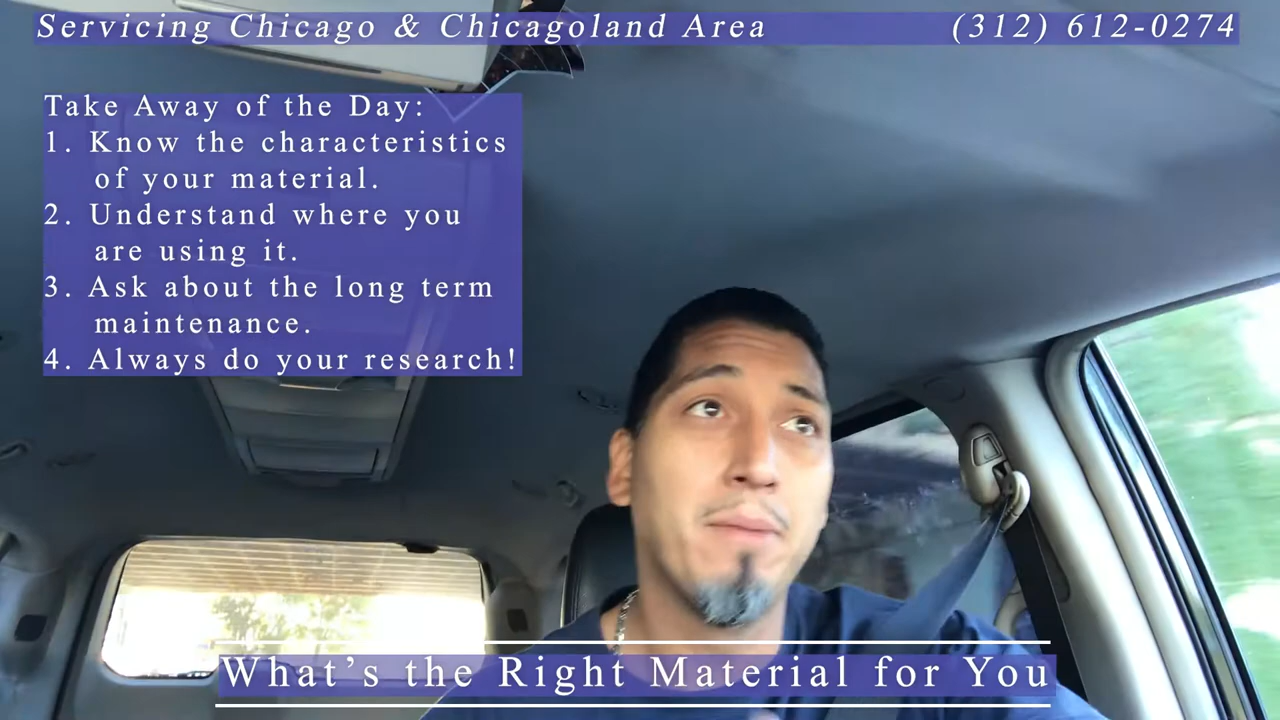 Servicing Chicago & Chicagoland Area (312) 612-0274
Take Away of the Day:
1. Know the characteristics
of your material.
2. Understand where you
are using it.
3. Ask about the long term
maintenance.
4. Always do your research!
What's the Right Material for You